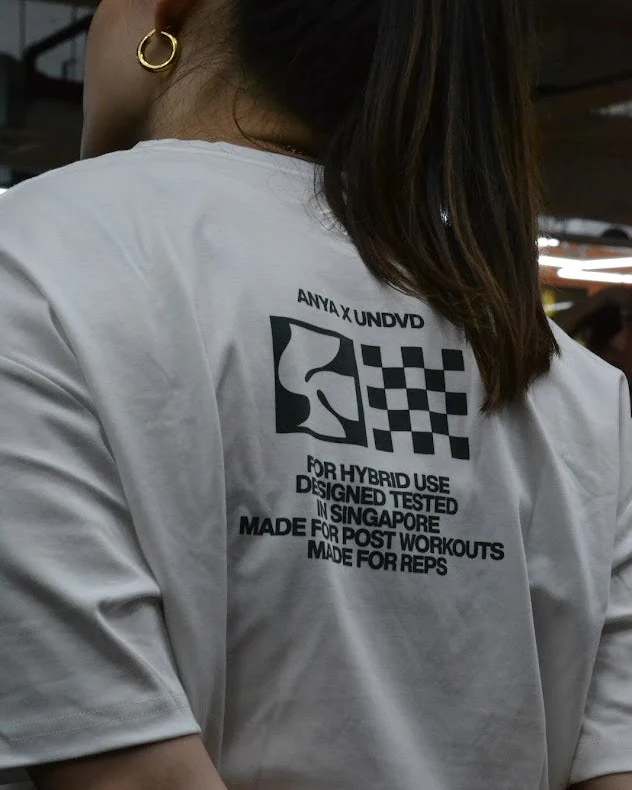 ANYA X UNDVD
FOR HYBRID USE
DESIGNED TESTED
IN SINGAPORE
MADE FOR POST WORKOUTS
MADE FOR REPS